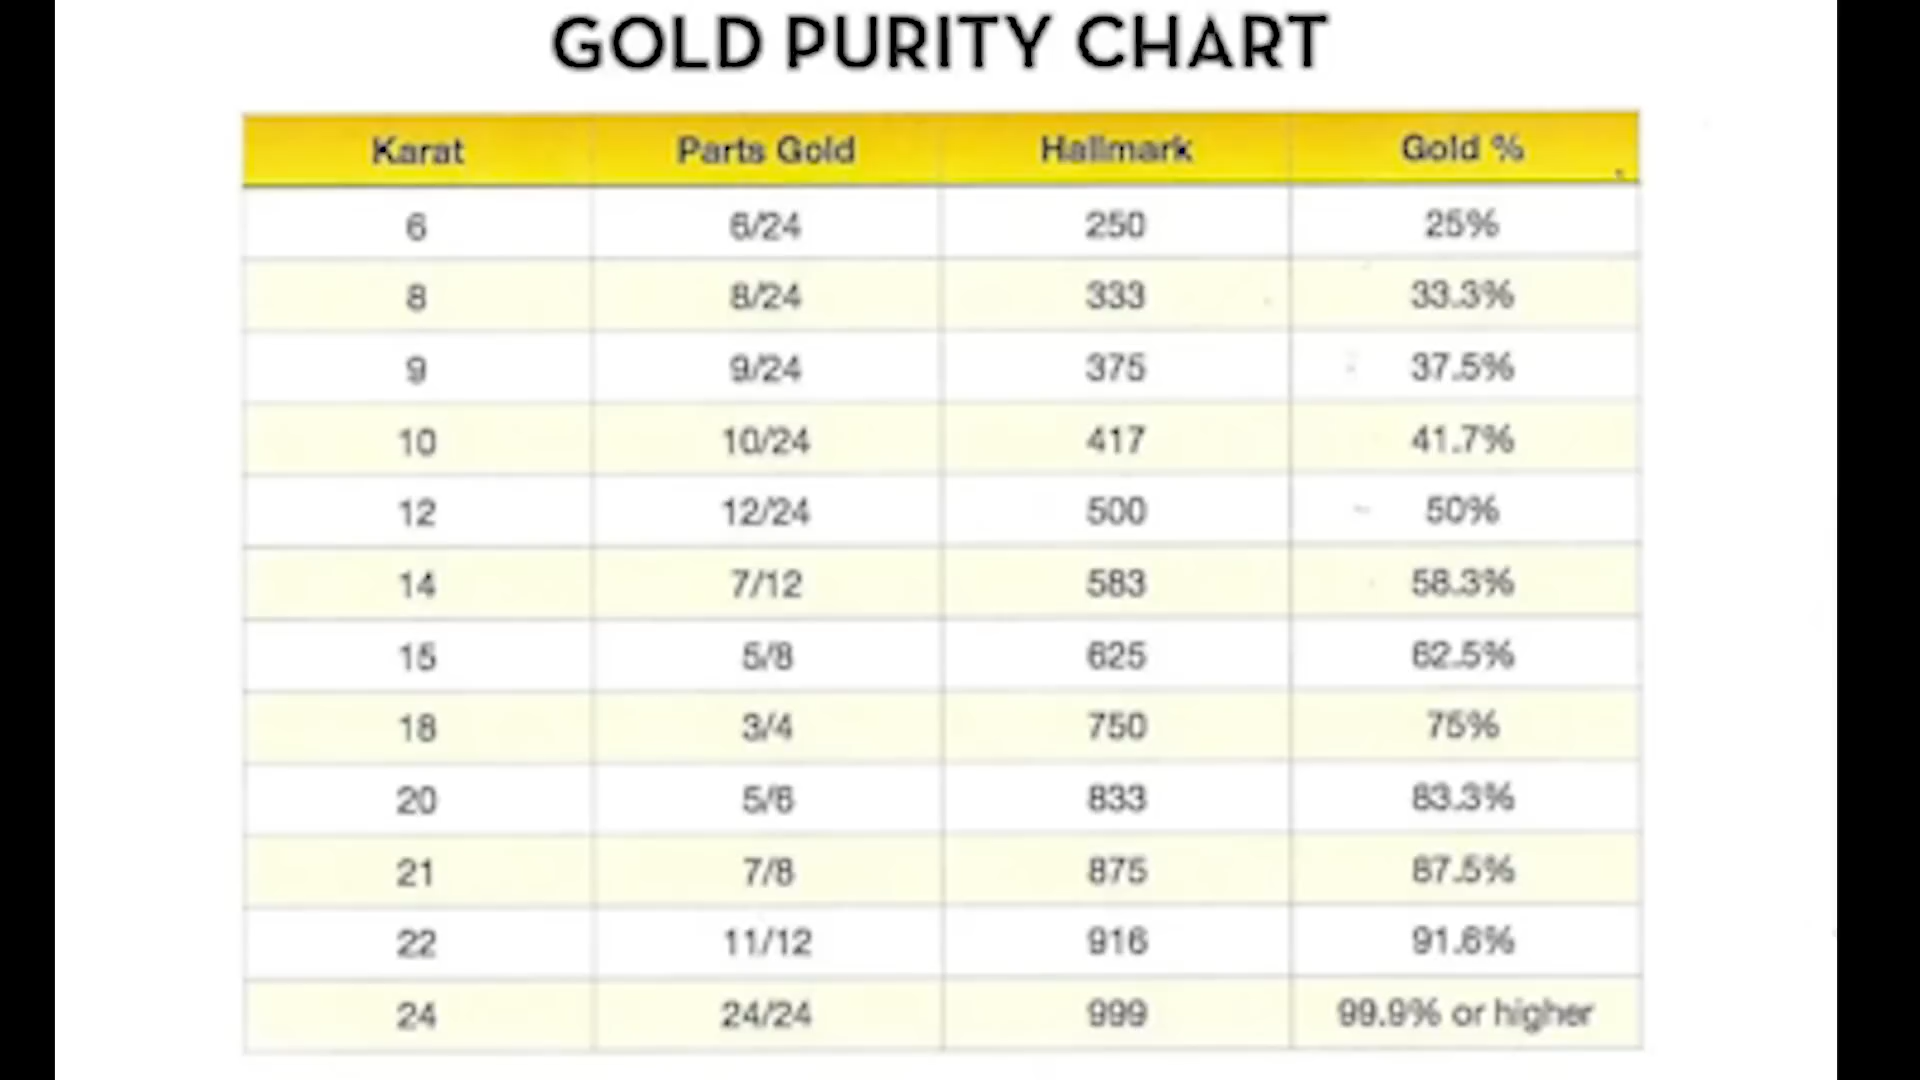 GOLD PURITY CHART
Karat Parts Gold Hallmark Gold %
6 6/24 250 25%
8 8/24 333 33.3%
9 9/24 375 37.5%
10 10/24 417 41.7%
12 12/24 500 50%
14 7/12 583 58.3%
15 5/8 625 62.5%
18 3/4 750 75%
20 5/6 833 83.3%
21 7/8 875 87.5%
22 11/12 916 91.6%
24 24/24 999 99.9% or higher